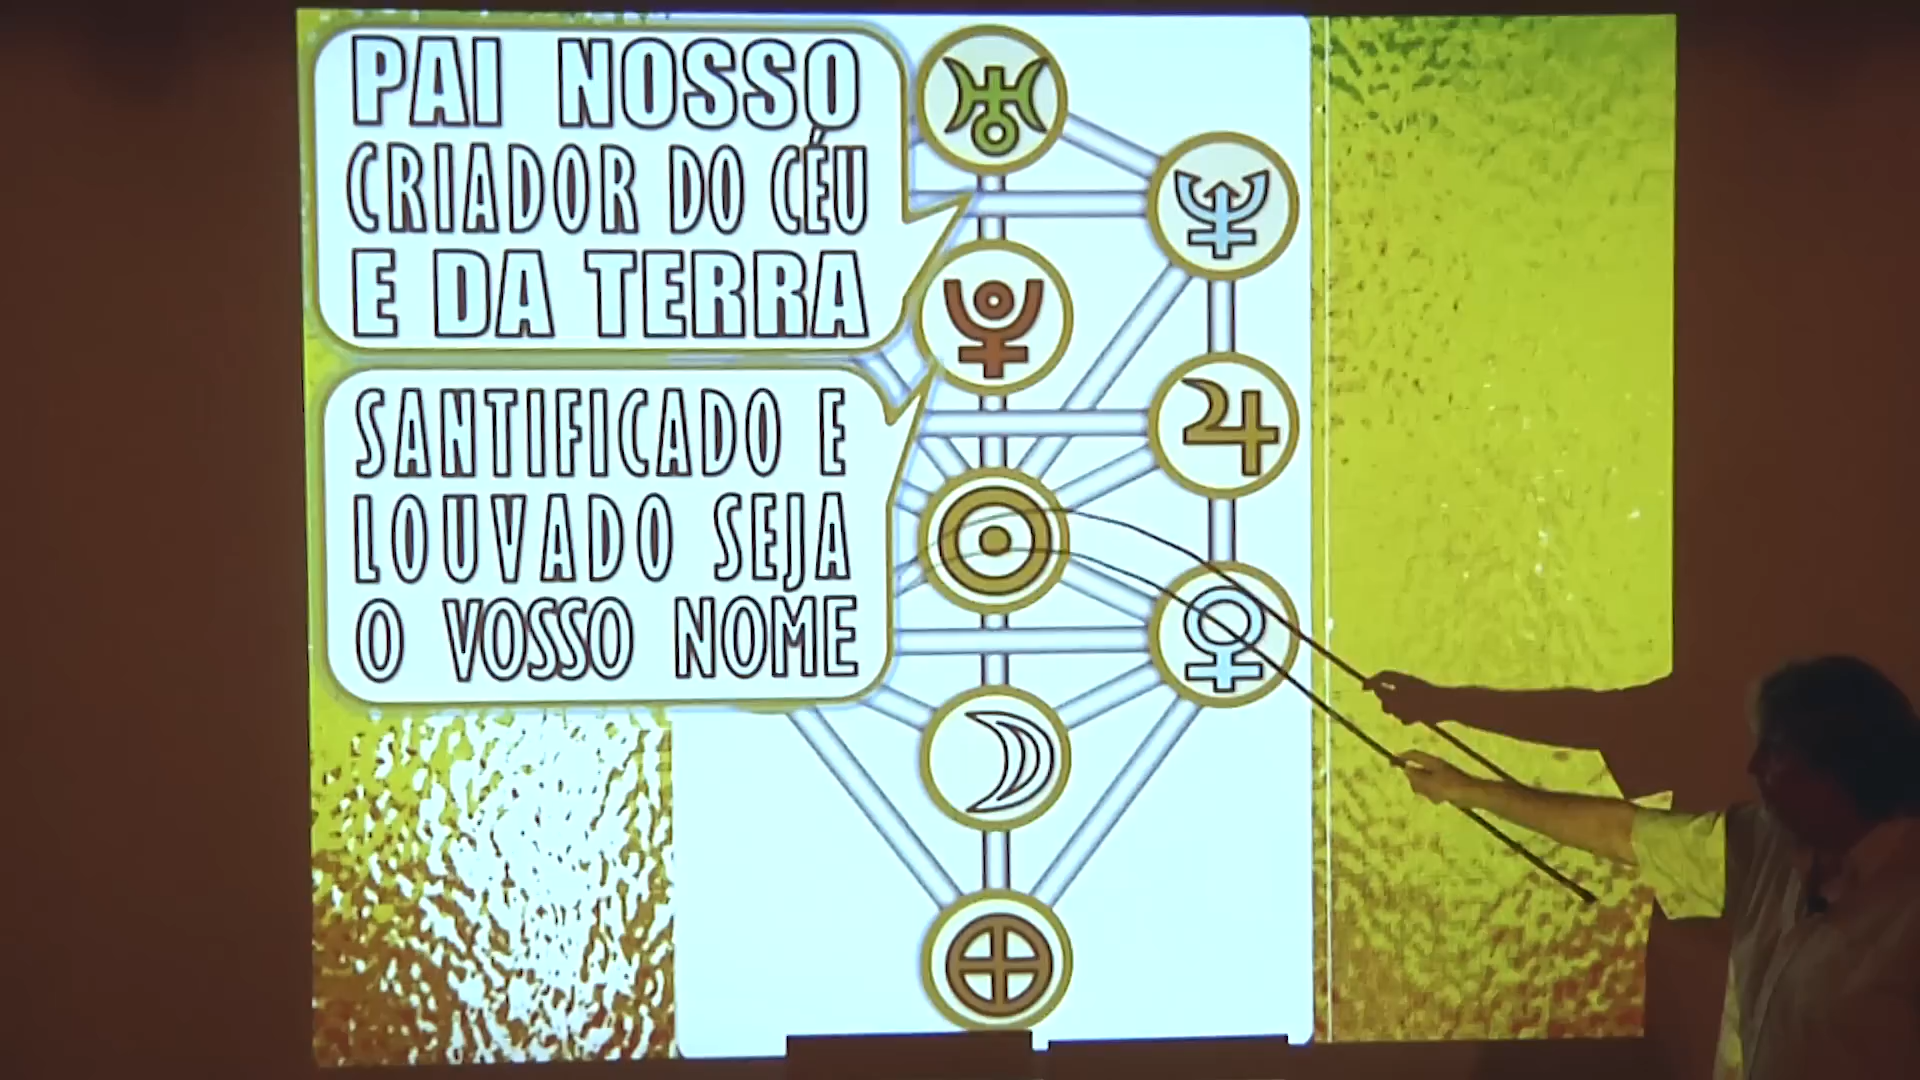 PAI NOSSO
CRIADOR DO CÉU
E DA TERRA
SANTIFICADO E
LOUVADO SEJA
O VOSSO NOME